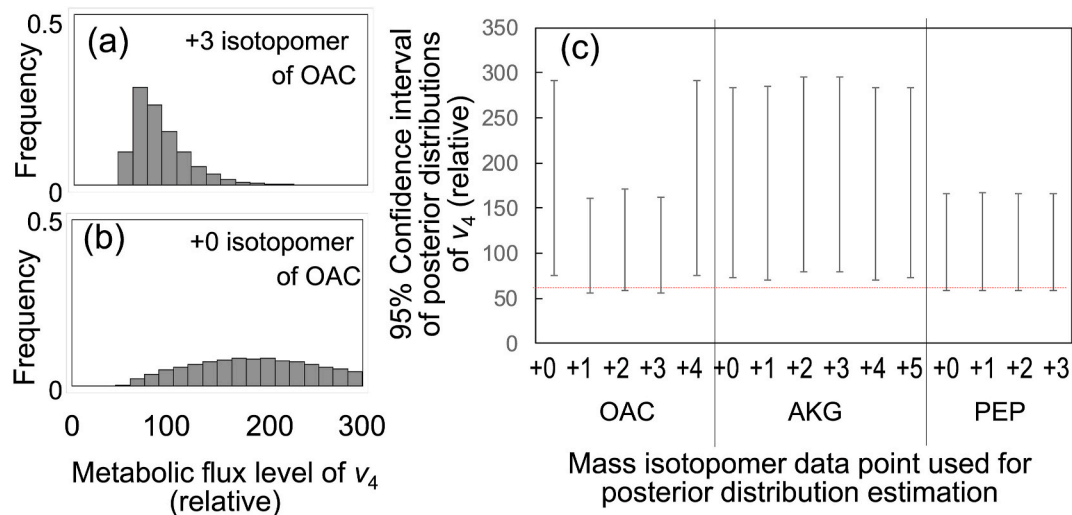 0.5
(a)
+3 isotopomer
of OAC
Frequency
0
0.5
(b)
+0 isotopomer
of OAC
Frequency
0
0 100 200 300
Metabolic flux level of v4
(relative)
95% Confidence interval
of posterior distributions
of v4 (relative)
(c)
350
300
250
200
150
100
50
0
+0 +1 +2 +3 +4 +0 +1 +2 +3 +4 +5 +0 +1 +2 +3
OAC AKG PEP
Mass isotopomer data point used for
posterior distribution estimation